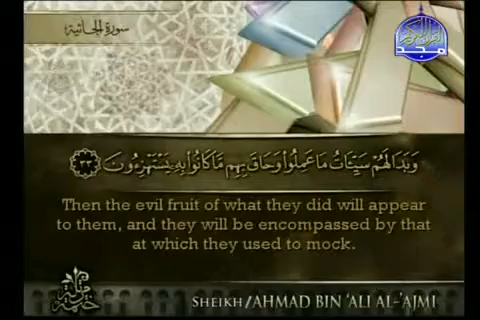 سورة الجاثية
المجد
وَبَدَا لَهُمْ سَيِّئَاتُ مَا عَمِلُوا وَحَاقَ بِهِم مَّا كَانُوا بِهِ يَسْتَهْزِءُونَ ٣٣
Then the evil fruit of what they did will appear
to them, and they will be encompassed by that
at which they used to mock.
SHEIKH/AHMAD BIN 'ALI AL-'AJMI